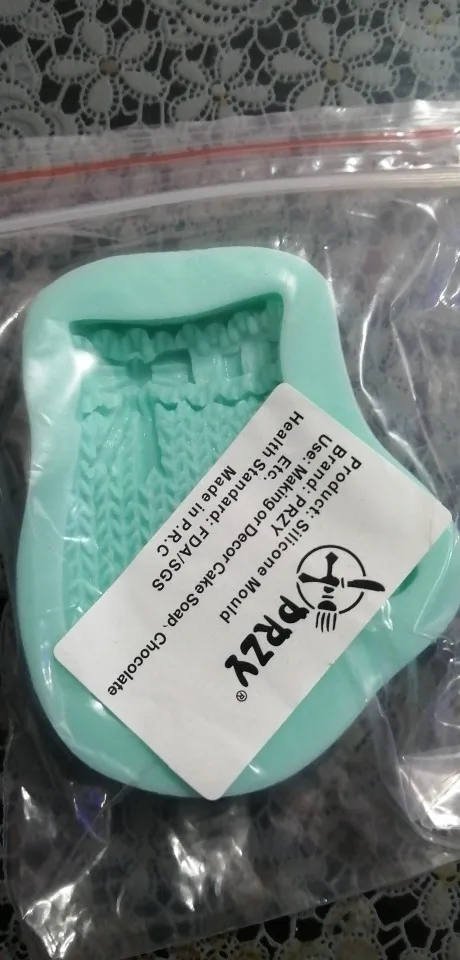 PRZY®
Product: Silicone Mould
Brand: PRZY
Use: Making or Decor Cake Soap、Chocolate
Etc.
Health Standard: FDA/SGS
Made in P.R.C